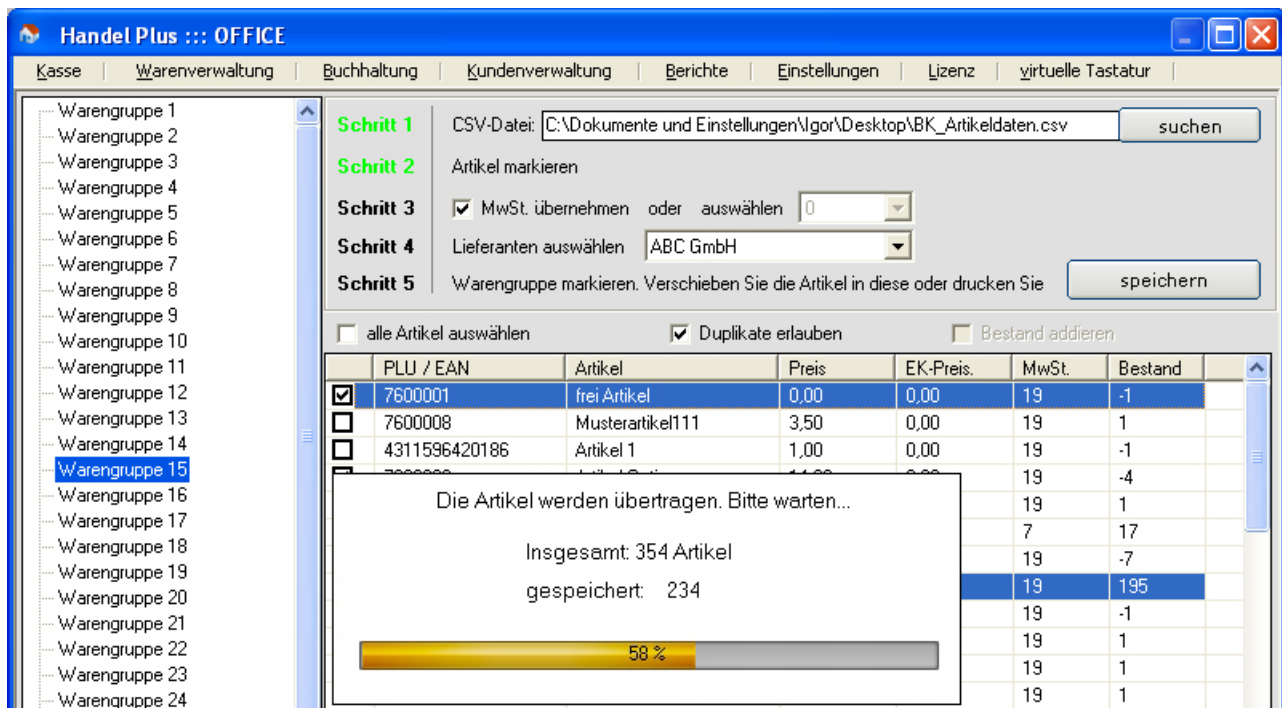 Handel Plus ::: OFFICE
Kasse | Warenverwaltung | Buchhaltung | Kundenverwaltung | Berichte | Einstellungen | Lizenz | virtuelle Tastatur |
Warengruppe 1
Warengruppe 2
Warengruppe 3
Warengruppe 4
Warengruppe 5
Warengruppe 6
Warengruppe 7
Warengruppe 8
Warengruppe 9
Warengruppe 10
Warengruppe 11
Warengruppe 12
Warengruppe 13
Warengruppe 14
Warengruppe 15
Warengruppe 16
Warengruppe 17
Warengruppe 18
Warengruppe 19
Warengruppe 20
Warengruppe 21
Warengruppe 22
Warengruppe 23
Warengruppe 24
Schritt 1 CSV-Datei: C:\Dokumente und Einstellungen\Igor\Desktop\BK_Artikeldaten.csv suchen
Schritt 2 Artikel markieren
Schritt 3 MwSt. übernehmen oder auswählen 0
Schritt 4 Lieferanten auswählen ABC GmbH
Schritt 5 Warengruppe markieren. Verschieben Sie die Artikel in diese oder drucken Sie speichern
alle Artikel auswählen Duplikate erlauben Bestand addieren
PLU / EAN Artikel Preis EK-Preis. MwSt. Bestand
7600001 frei Artikel 0,00 0,00 19 -1
7600008 Musterartikel111 3,50 0,00 19 1
4311596420186 Artikel 1 1,00 0,00 19 -1
19 -4
19 1
7 17
19 -7
19 195
19 -1
19 1
19 1
19 1
Die Artikel werden übertragen. Bitte warten...
Insgesamt: 354 Artikel
gespeichert: 234
58 %